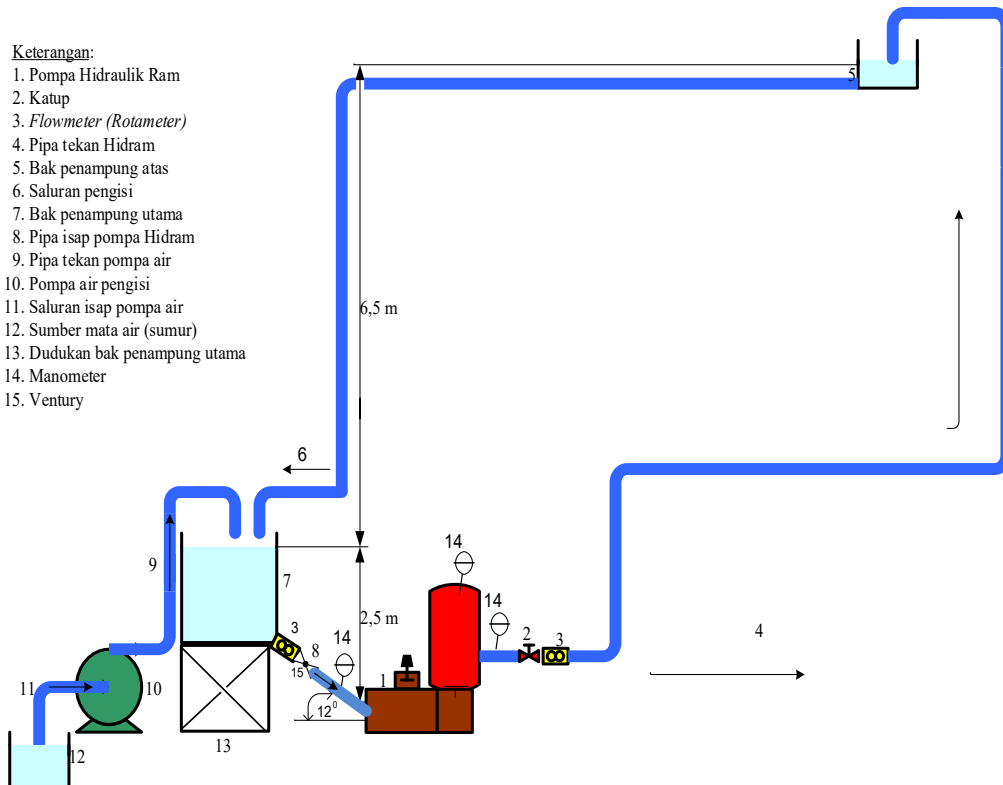 Keterangan:
1. Pompa Hidraulik Ram
2. Katup
3. Flowmeter (Rotameter)
4. Pipa tekan Hidram
5. Bak penampung atas
6. Saluran pengisi
7. Bak penampung utama
8. Pipa isap pompa Hidram
9. Pipa tekan pompa air
10. Pompa air pengisi
11. Saluran isap pompa air
12. Sumber mata air (sumur)
13. Dudukan bak penampung utama
14. Manometer
15. Ventury
5
6,5 m
6
14
9
7
14
2,5 m
3
8
14
2
3
4
15
1
11
10
12⁰
13
12